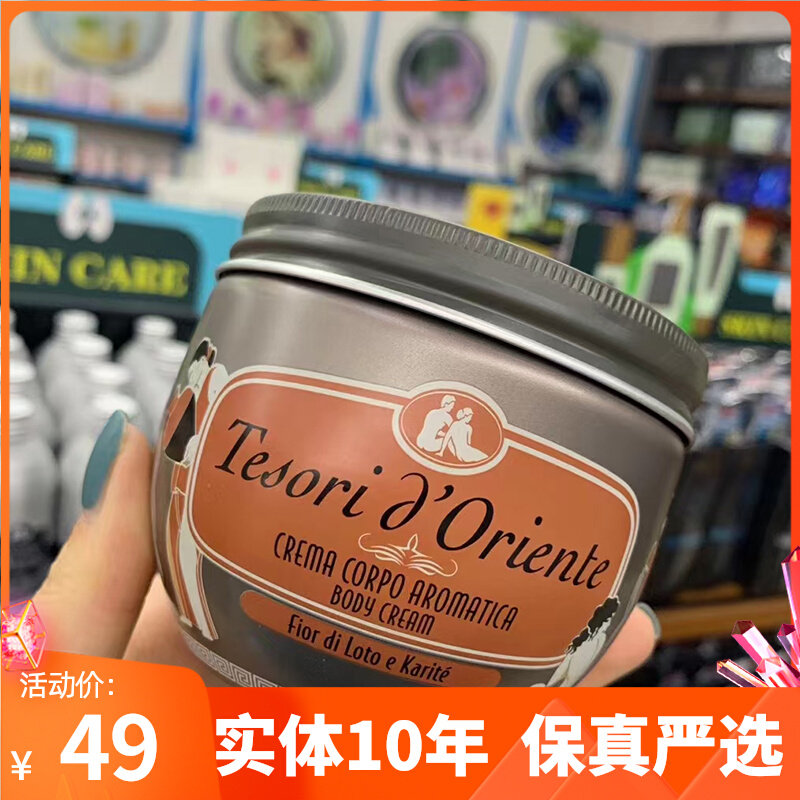 SKIN CARE
Tesori d'Oriente
CREMA CORPO AROMATICA
BODY CREAM
Fior di Loto e Karité
活动价:
¥ 49
实体10年 保真严选